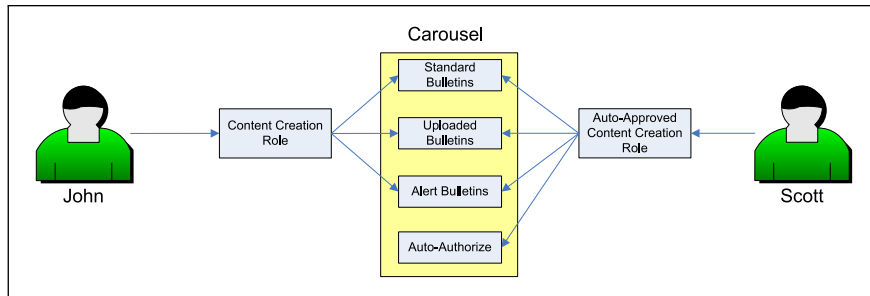 Carousel
Standard
Bulletins
Uploaded
Bulletins
Alert Bulletins
Auto-Authorize
Content Creation
Role
Auto-Approved
Content Creation
Role
John
Scott